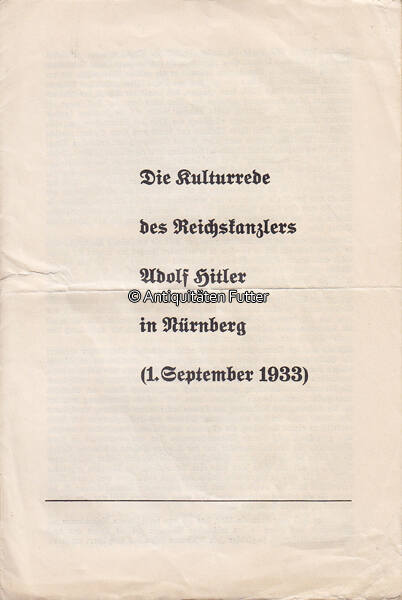 Die Kulturrede
des Reichskanzlers
Adolf Hitler
© Antiquitäten Futter
in Nürnberg
(1. September 1933)